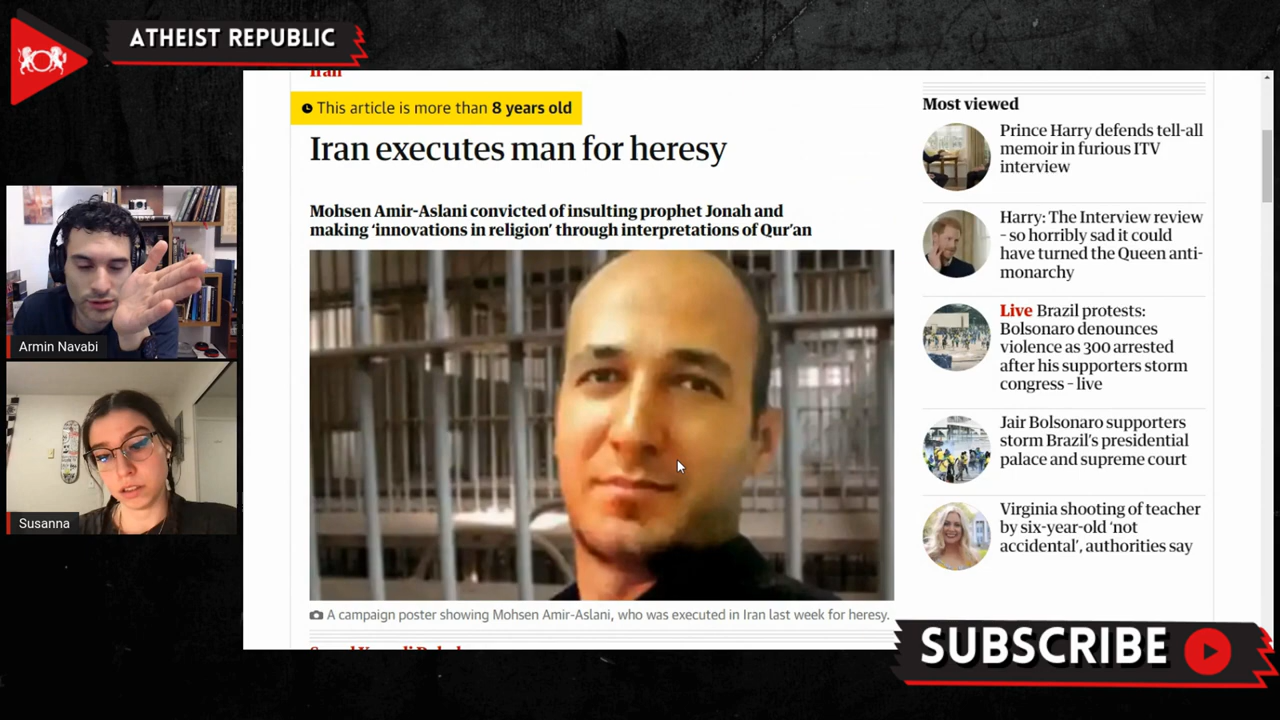 ATHEIST REPUBLIC
Iran
This article is more than 8 years old
Iran executes man for heresy
Mohsen Amir-Aslani convicted of insulting prophet Jonah and
making ‘innovations in religion’ through interpretations of Qur’an
A campaign poster showing Mohsen Amir-Aslani, who was executed in Iran last week for heresy.
Most viewed
Prince Harry defends tell-all
memoir in furious ITV
interview
Harry: The Interview review
– so horribly sad it could
have turned the Queen anti-
monarchy
Live Brazil protests:
Bolsonaro denounces
violence as 300 arrested
after his supporters storm
congress – live
Jair Bolsonaro supporters
storm Brazil’s presidential
palace and supreme court
Virginia shooting of teacher
by six-year-old ‘not
accidental’, authorities say
Armin Navabi
Susanna
SUBSCRIBE